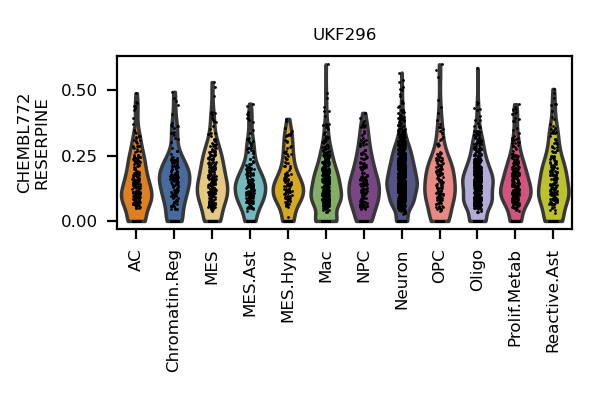 UKF296
CHEMBL772
RESERPINE
0.50
0.25
0.00
AC
Chromatin.Reg
MES
MES.Ast
MES.Hyp
Mac
NPC
Neuron
OPC
Oligo
Prolif.Metab
Reactive.Ast